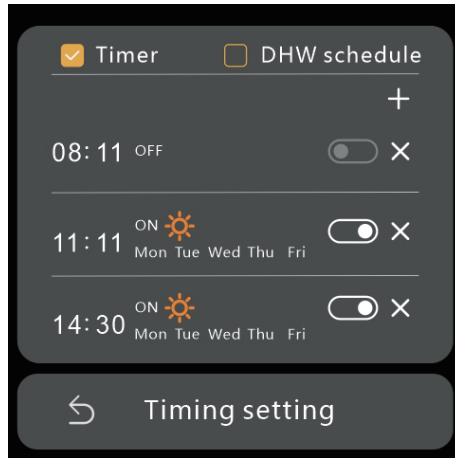 Timer DHW schedule
08:11 OFF
ON
11:11 Mon Tue Wed Thu Fri
ON
14:30 Mon Tue Wed Thu Fri
Timing setting